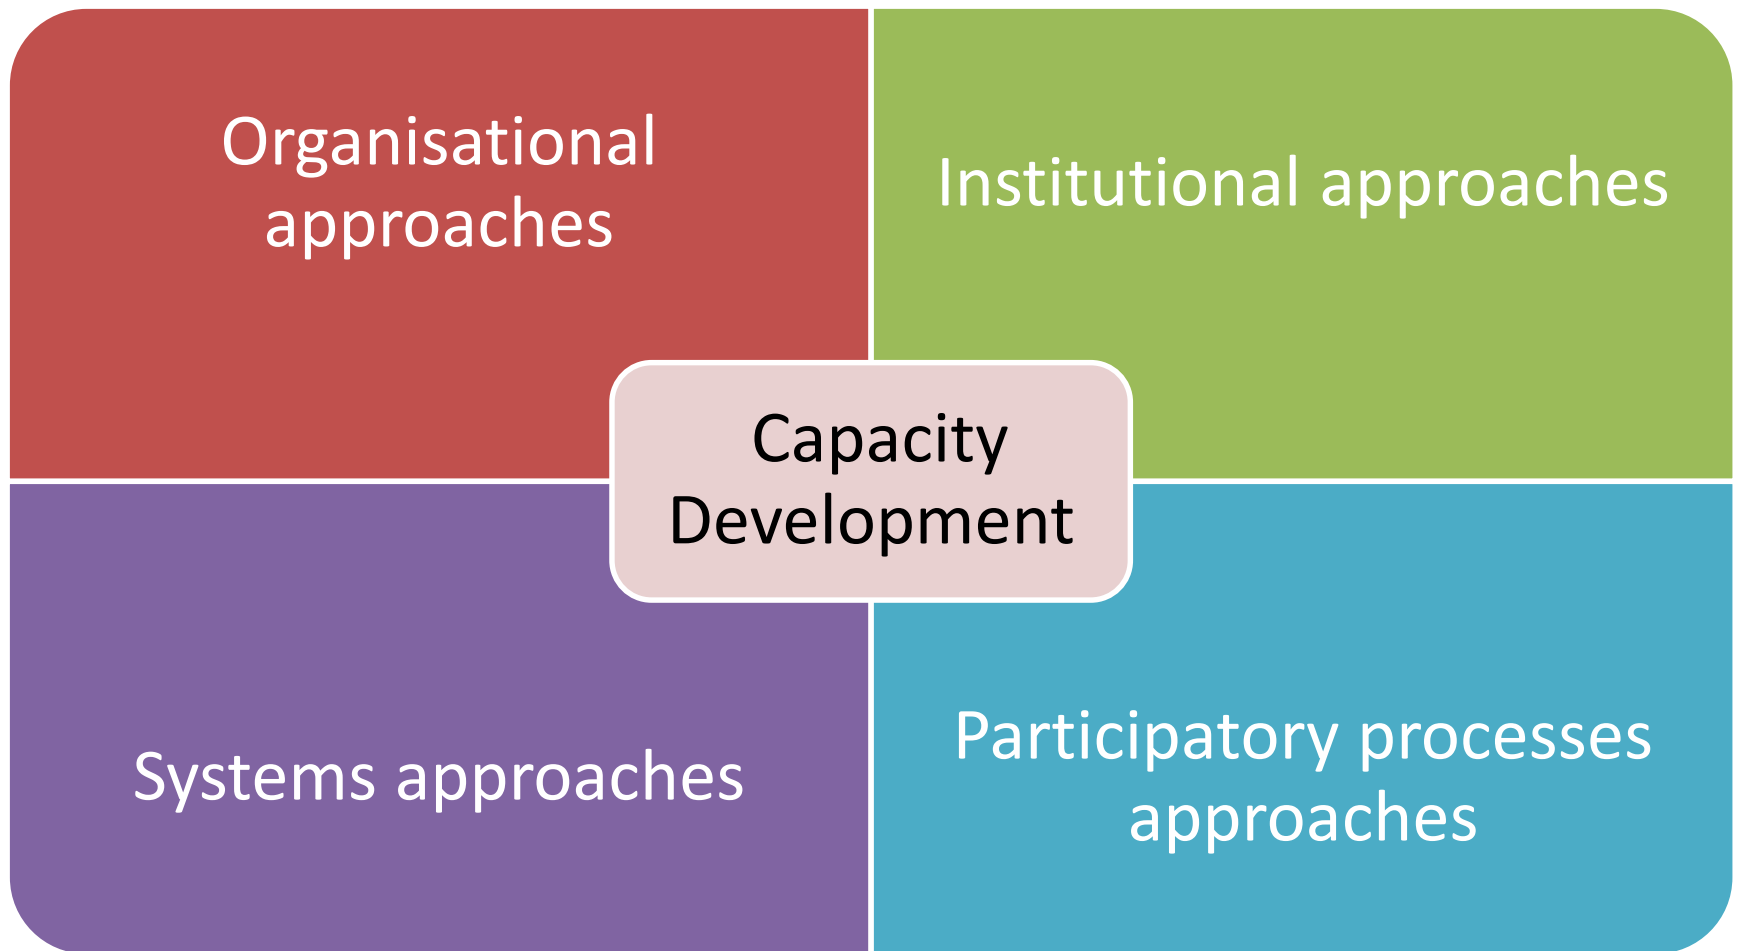 Organisational
approaches
Institutional approaches
Capacity
Development
Systems approaches
Participatory processes
approaches